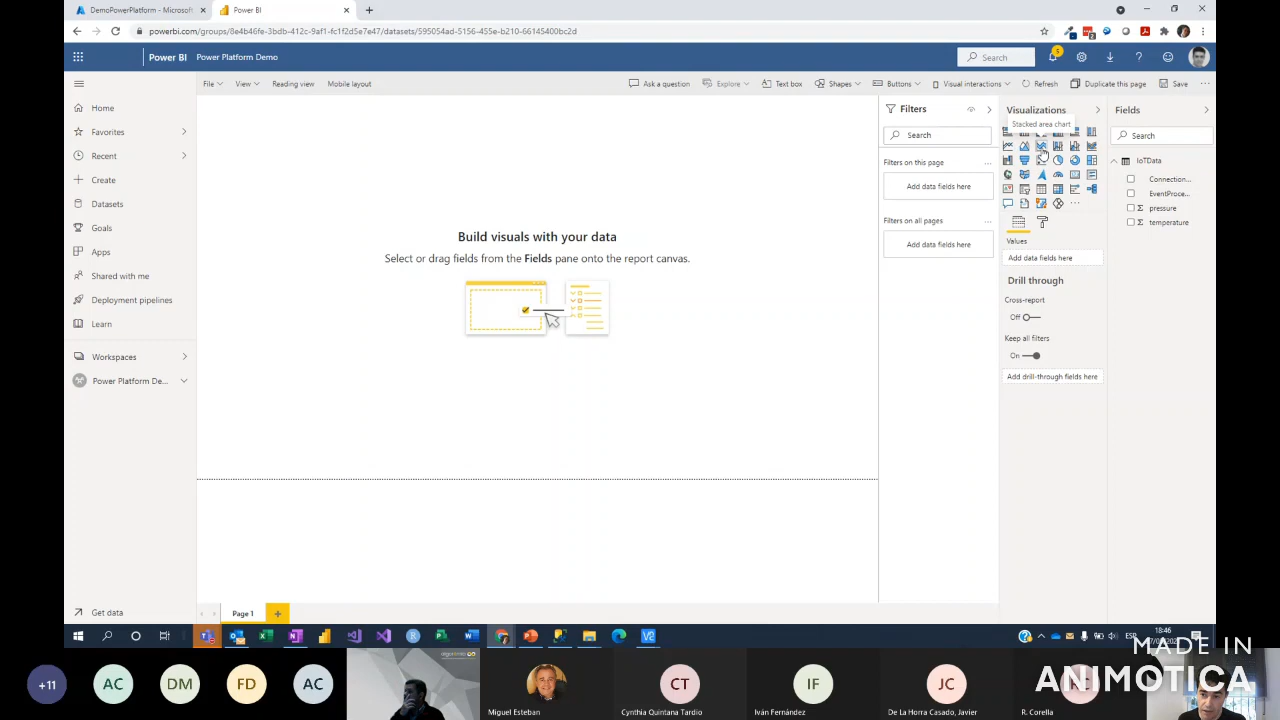 DemoPowerPlatform - Microsoft
Power BI
powerbi.com/groups/8e4b46fe-3bdb-412c-9af1-fc1f2d5e7e47/datasets/595054ad-5156-455e-b210-66145400bc2d
Power BI
Power Platform Demo
Search
5
File
View
Reading view
Mobile layout
Ask a question
Explore
Text box
Shapes
Buttons
Visual interactions
Refresh
Duplicate this page
Save
Home
Favorites
Recent
Create
Datasets
Goals
Apps
Shared with me
Deployment pipelines
Learn
Workspaces
Power Platform De...
Get data
Build visuals with your data
Select or drag fields from the Fields pane onto the report canvas.
Page 1
Filters
Search
Filters on this page
Add data fields here
Filters on all pages
Add data fields here
Visualizations
Stacked area chart
Values
Add data fields here
Drill through
Cross-report
Off
Keep all filters
On
Add drill-through fields here
Fields
Search
IoTData
Connection...
EventProce...
pressure
temperature
ESP
18:46
+11
AC
DM
FD
AC
algoritmia
Miguel Esteban
CT
Cynthia Quintana Tardio
IF
Iván Fernández
JC
De La Horra Casado, Javier
R. Corella
MADE IN
ANIMOTICA